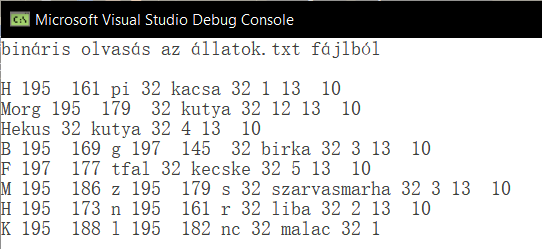 Microsoft Visual Studio Debug Console
bináris olvasás az állatok.txt fájlból
H 195  161 pi 32 kacsa 32 1 13  10
Morg 195  179  32 kutya 32 12 13  10
Hekus 32 kutya 32 4 13  10
B 195  169 g 197  145  32 birka 32 3 13  10
F 197  177 tfal 32 kecske 32 5 13  10
M 195  186 z 195  179 s 32 szarvasmarha 32 3 13  10
H 195  173 n 195  161 r 32 liba 32 2 13  10
K 195  188 l 195  182 nc 32 malac 32 1